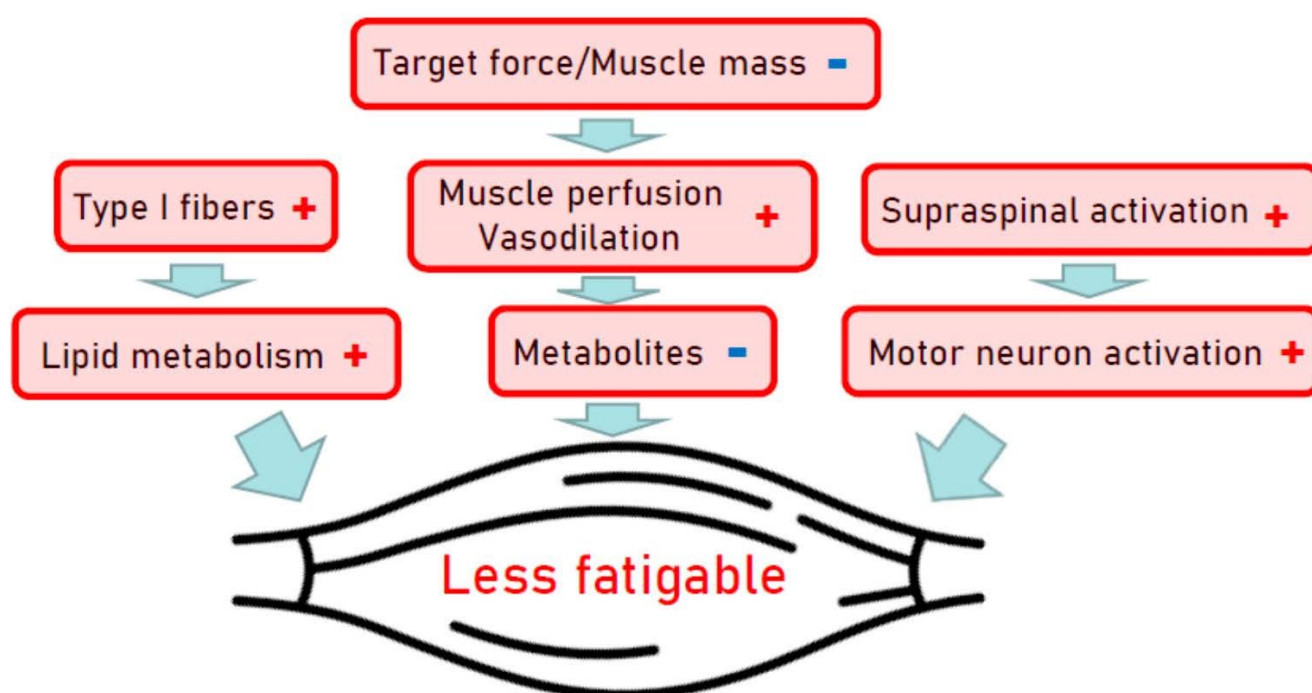 Target force/Muscle mass -
Type I fibers +
Muscle perfusion
Vasodilation +
Supraspinal activation +
Lipid metabolism +
Metabolites -
Motor neuron activation +
Less fatigable